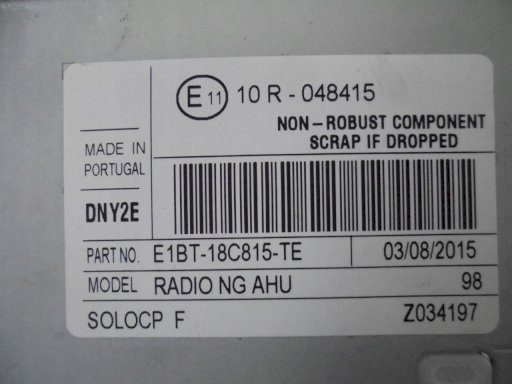 E11 10 R - 048415
NON-ROBUST COMPONENT
SCRAP IF DROPPED
MADE IN
PORTUGAL
DNY2E
PART NO. E1BT-18C815-TE 03/08/2015
MODEL RADIO NG AHU 98
SOLOCP F Z034197